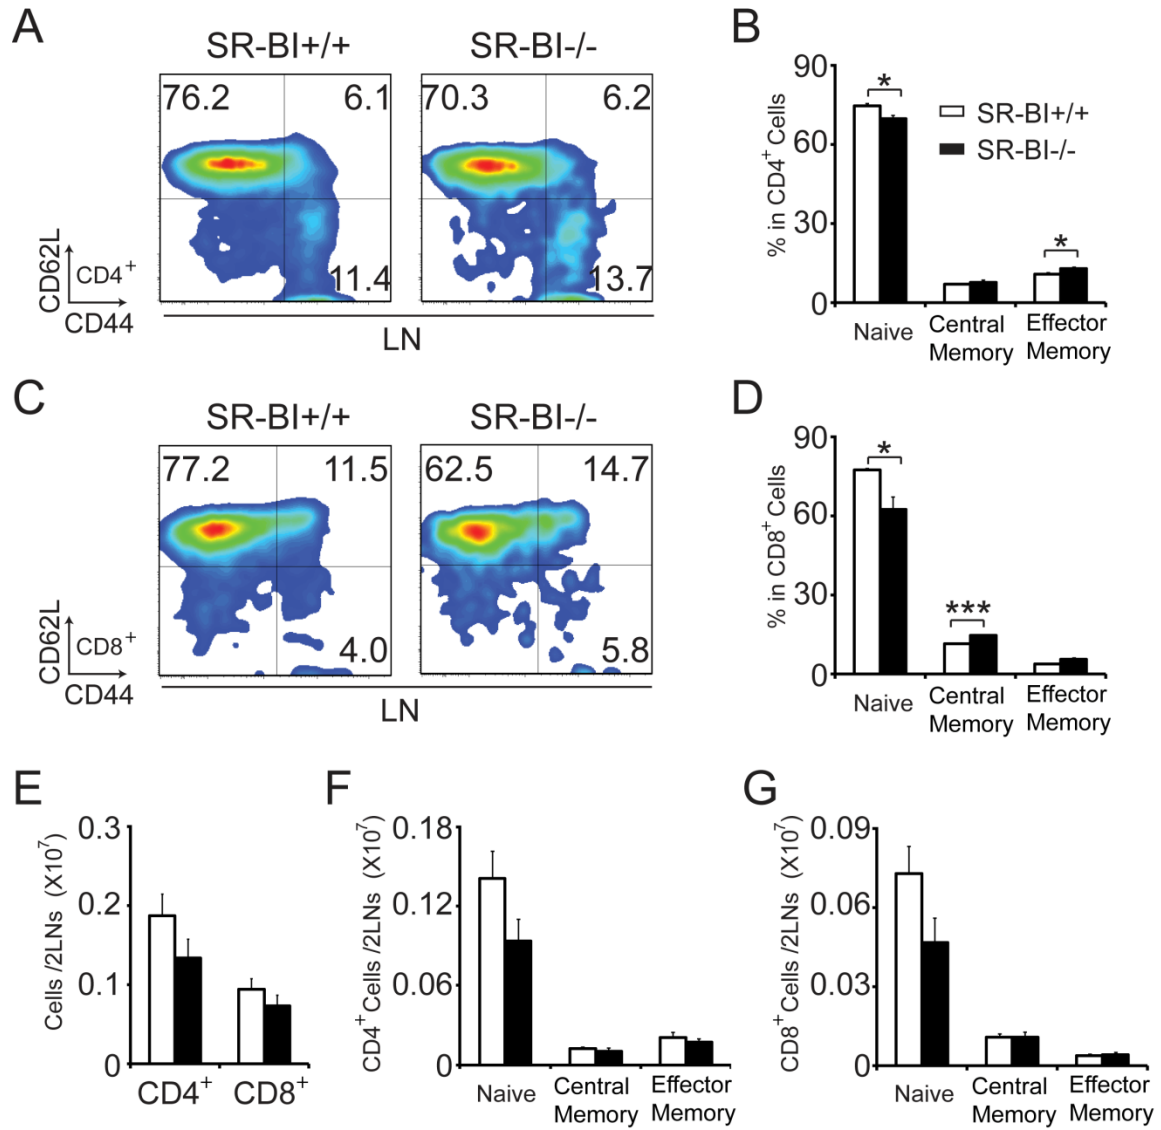 A
SR-BI+/+
SR-BI-/-
76.2
6.1
11.4
70.3
6.2
13.7
CD62L
CD4⁺
CD44
LN
B
% in CD4⁺ Cells
90
60
30
0
*
*
SR-BI+/+
SR-BI-/-
Naive
Central
Memory
Effector
Memory
C
SR-BI+/+
SR-BI-/-
77.2
11.5
4.0
62.5
14.7
5.8
CD62L
CD8⁺
CD44
LN
D
% in CD8⁺ Cells
90
60
30
0
*
***
Naive
Central
Memory
Effector
Memory
E
Cells /2LNs (X10⁷)
0.3
0.2
0.1
0
CD4⁺
CD8⁺
F
CD4⁺ Cells /2LNs (X10⁷)
0.18
0.12
0.06
0
Naive
Central
Memory
Effector
Memory
G
CD8⁺ Cells /2LNs (X10⁷)
0.09
0.06
0.03
0
Naive
Central
Memory
Effector
Memory